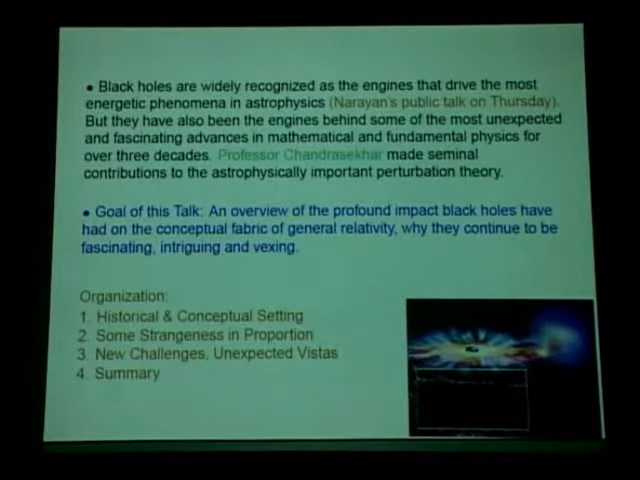 • Black holes are widely recognized as the engines that drive the most
energetic phenomena in astrophysics (Narayan's public talk on Thursday).
But they have also been the engines behind some of the most unexpected
and fascinating advances in mathematical and fundamental physics for
over three decades. Professor Chandrasekhar made seminal
contributions to the astrophysically important perturbation theory.
• Goal of this Talk: An overview of the profound impact black holes have
had on the conceptual fabric of general relativity, why they continue to be
fascinating, intriguing and vexing.
Organization:
1. Historical & Conceptual Setting
2. Some Strangeness in Proportion
3. New Challenges, Unexpected Vistas
4. Summary